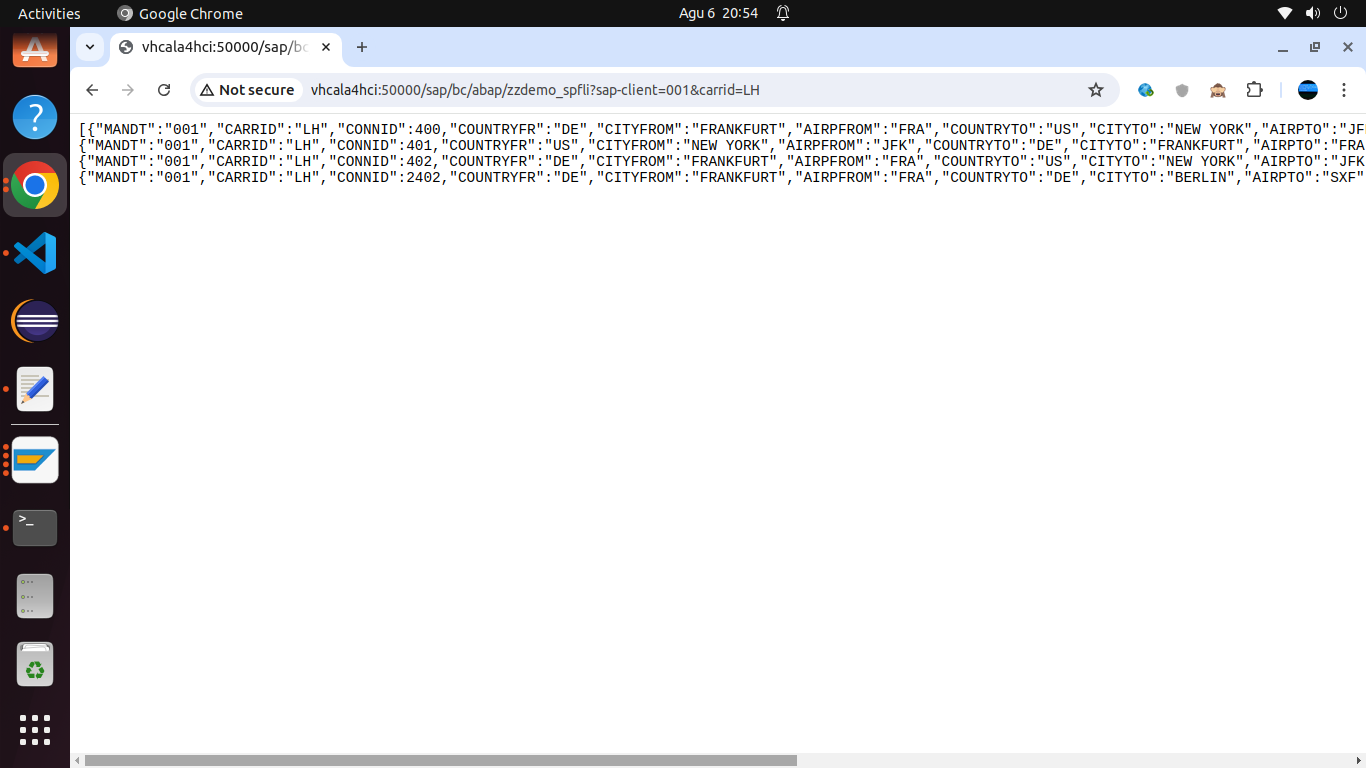 Activities Google Chrome Agu 6 20:54
vhcala4hci:50000/sap/bc
Not secure vhcala4hci:50000/sap/bc/abap/zzdemo_spfli?sap-client=001&carrid=LH
[{"MANDT":"001","CARRID":"LH","CONNID":400,"COUNTRYFR":"DE","CITYFROM":"FRANKFURT","AIRPFROM":"FRA","COUNTRYTO":"US","CITYTO":"NEW YORK","AIRPTO":"JF
{"MANDT":"001","CARRID":"LH","CONNID":401,"COUNTRYFR":"US","CITYFROM":"NEW YORK","AIRPFROM":"JFK","COUNTRYTO":"DE","CITYTO":"FRANKFURT","AIRPTO":"FRA
{"MANDT":"001","CARRID":"LH","CONNID":402,"COUNTRYFR":"DE","CITYFROM":"FRANKFURT","AIRPFROM":"FRA","COUNTRYTO":"US","CITYTO":"NEW YORK","AIRPTO":"JFK
{"MANDT":"001","CARRID":"LH","CONNID":2402,"COUNTRYFR":"DE","CITYFROM":"FRANKFURT","AIRPFROM":"FRA","COUNTRYTO":"DE","CITYTO":"BERLIN","AIRPTO":"SXF"